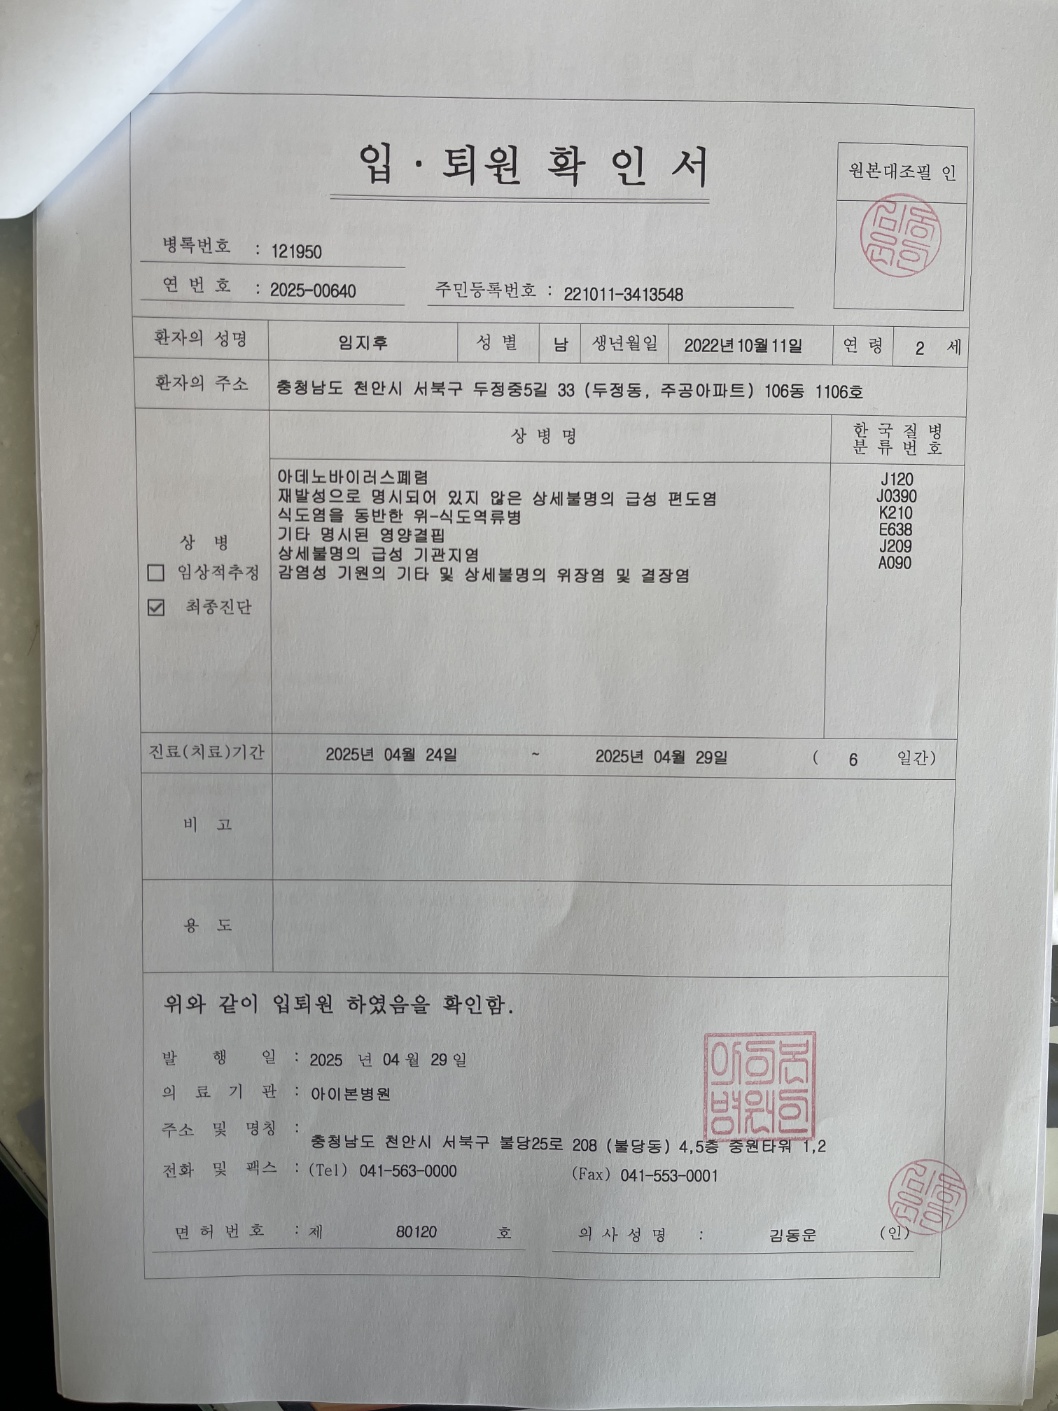 입·퇴원 확인서
원본대조필 인
병록번호 : 121950
연 번 호 : 2025-00640 주민등록번호 : 221011-3413548
환자의 성명 임지후 성 별 남 생년월일 2022년10월11일 연 령 2 세
환자의 주소 충청남도 천안시 서북구 두정중5길 33 (두정동, 주공아파트) 106동 1106호
상 병 명 한 국 질 병
분 류 번 호
아데노바이러스폐렴 J120
재발성으로 명시되어 있지 않은 상세불명의 급성 편도염 J0390
식도염을 동반한 위-식도역류병 K210
기타 명시된 영양결핍 E638
상세불명의 급성 기관지염 J209
감염성 기원의 기타 및 상세불명의 위장염 및 결장염 A090
상 병
임상적추정
최종진단
진료(치료)기간 2025년 04월 24일 ~ 2025년 04월 29일 ( 6 일간)
비 고
용 도
위와 같이 입퇴원 하였음을 확인함.
발 행 일 : 2025 년 04 월 29 일
의 료 기 관 : 아이본병원
주소 및 명칭 :
충청남도 천안시 서북구 불당25로 208 (불당동) 4,5층 중원타워 1,2
전화 및 팩스 : (Tel) 041-563-0000 (Fax) 041-553-0001
면 허 번 호 : 제 80120 호 의 사 성 명 : 김동운 (인)